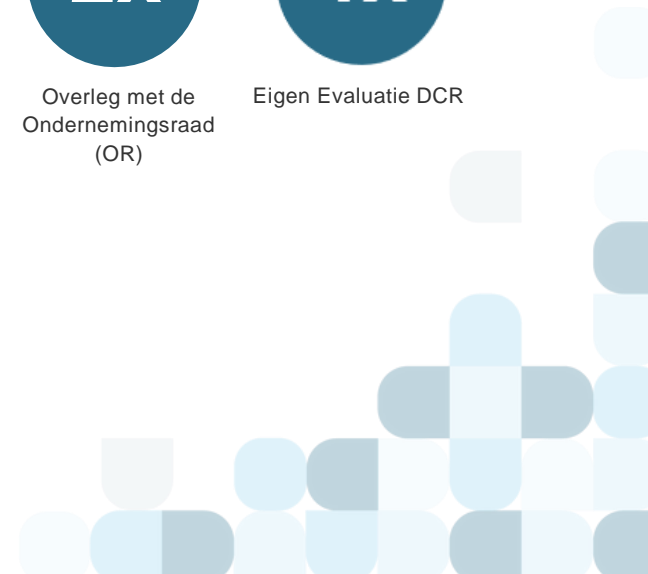 Overleg met de
Ondernemingsraad
(OR)
Eigen Evaluatie DCR